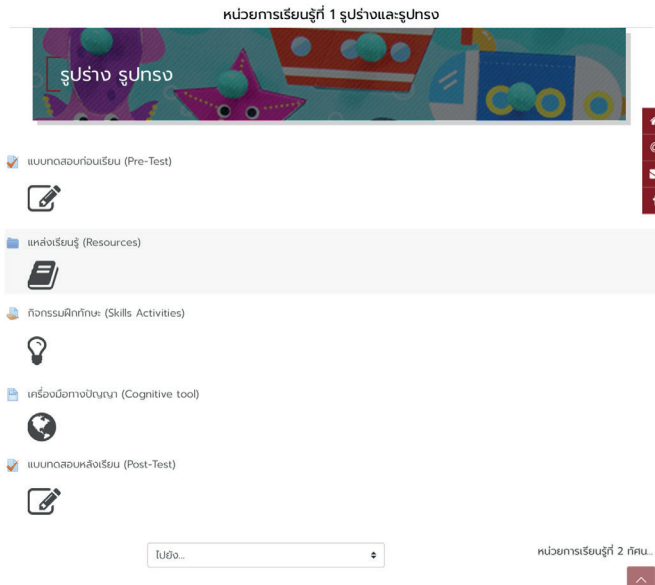 หน่วยการเรียนรู้ที่ 1 รูปร่างและรูปทรง
รูปร่าง รูปทรง
แบบทดสอบก่อนเรียน (Pre-Test)
แหล่งเรียนรู้ (Resources)
กิจกรรมฝึกทักษะ (Skills Activities)
เครื่องมือทางปัญญา (Cognitive tool)
แบบทดสอบหลังเรียน (Post-Test)
ไปยัง...
หน่วยการเรียนรู้ที่ 2 ทัศน...